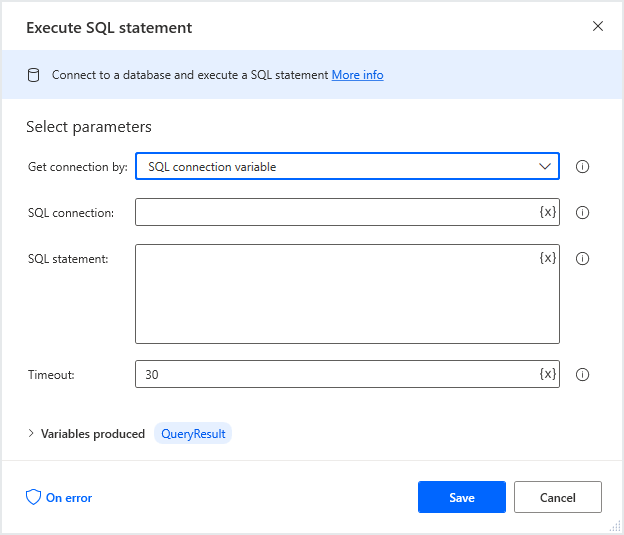 Execute SQL statement
Connect to a database and execute a SQL statement More info
Select parameters
Get connection by: SQL connection variable
SQL connection: {x}
SQL statement: {x}
Timeout: 30 {x}
Variables produced QueryResult
On error Save Cancel